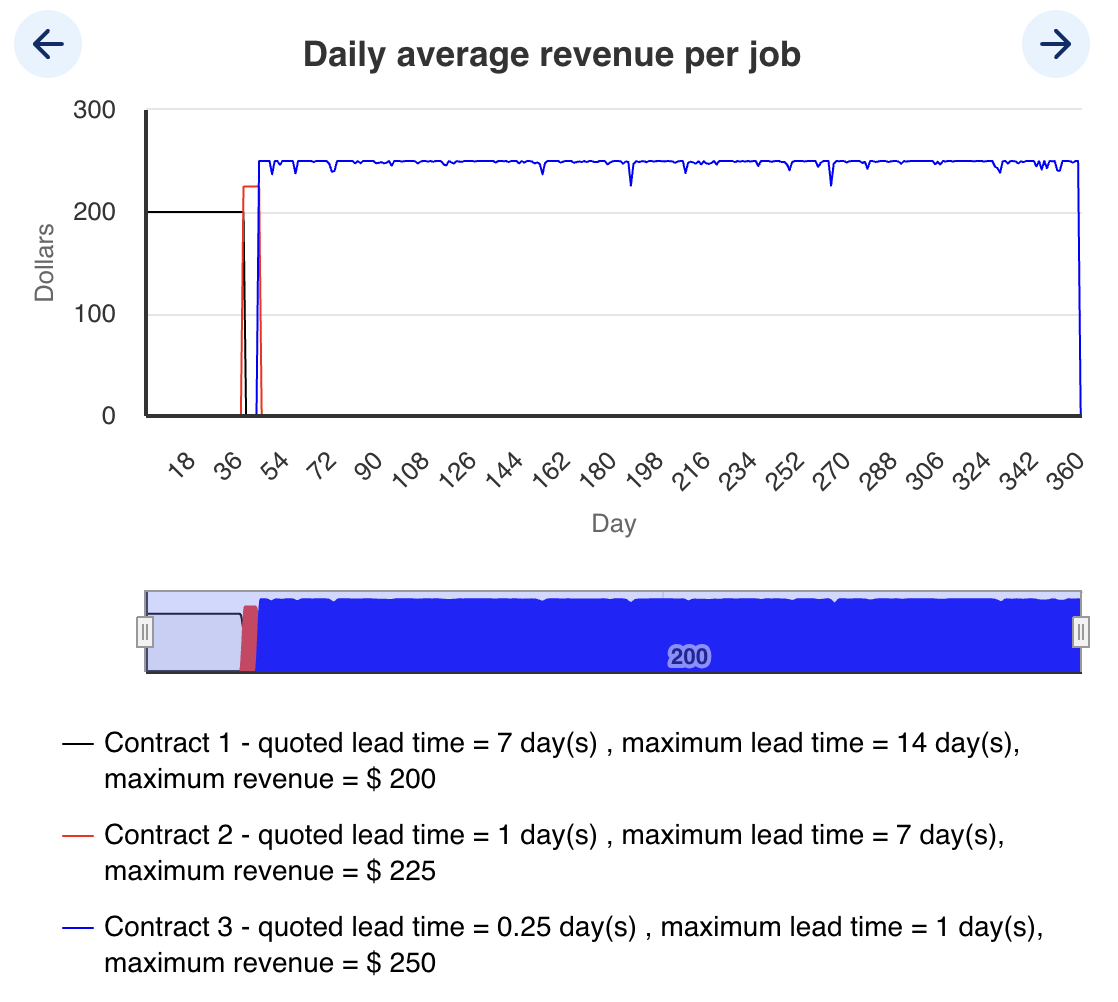 Daily average revenue per job
300
200
100
0
Dollars
18 36 54 72 90 108 126 144 162 180 198 216 234 252 270 288 306 324 342 360
Day
200
Contract 1 - quoted lead time = 7 day(s) , maximum lead time = 14 day(s),
maximum revenue = $ 200
Contract 2 - quoted lead time = 1 day(s) , maximum lead time = 7 day(s),
maximum revenue = $ 225
Contract 3 - quoted lead time = 0.25 day(s) , maximum lead time = 1 day(s),
maximum revenue = $ 250